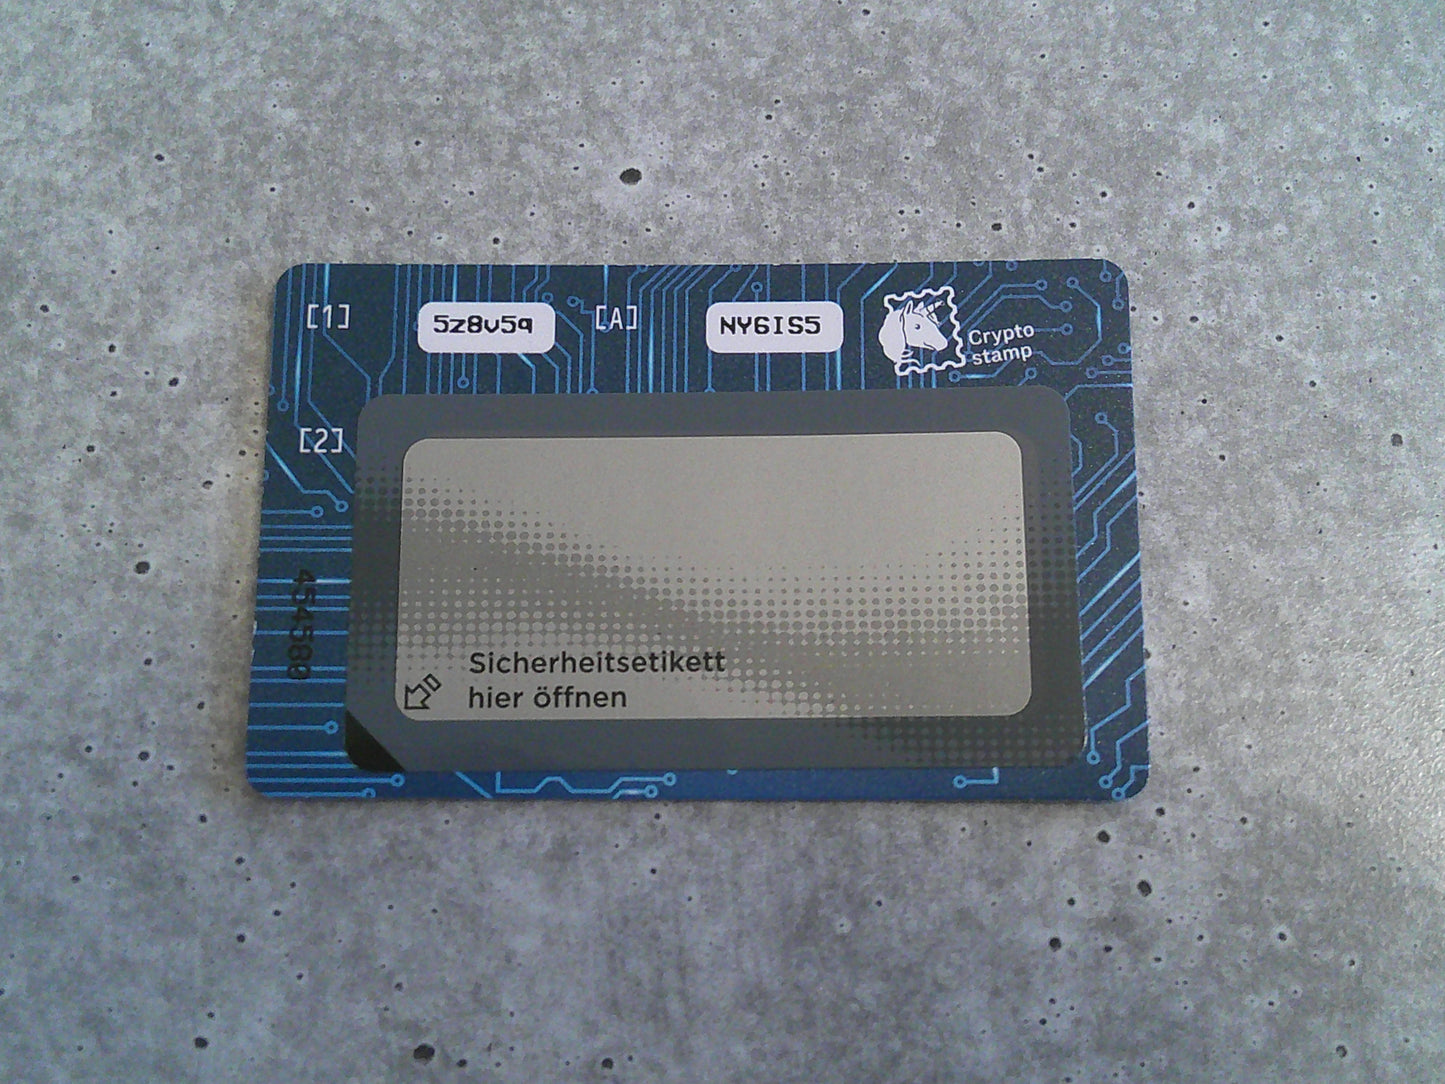 [1] 5z8v5q [A] NY6IS5
Crypto
stamp
[2]
454580
Sicherheitsetikett
hier öffnen